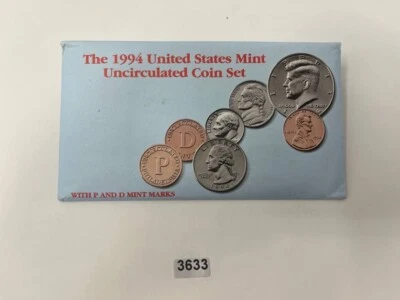 The 1994 United States Mint
Uncirculated Coin Set
D
P
WITH P AND D MINT MARKS
3633